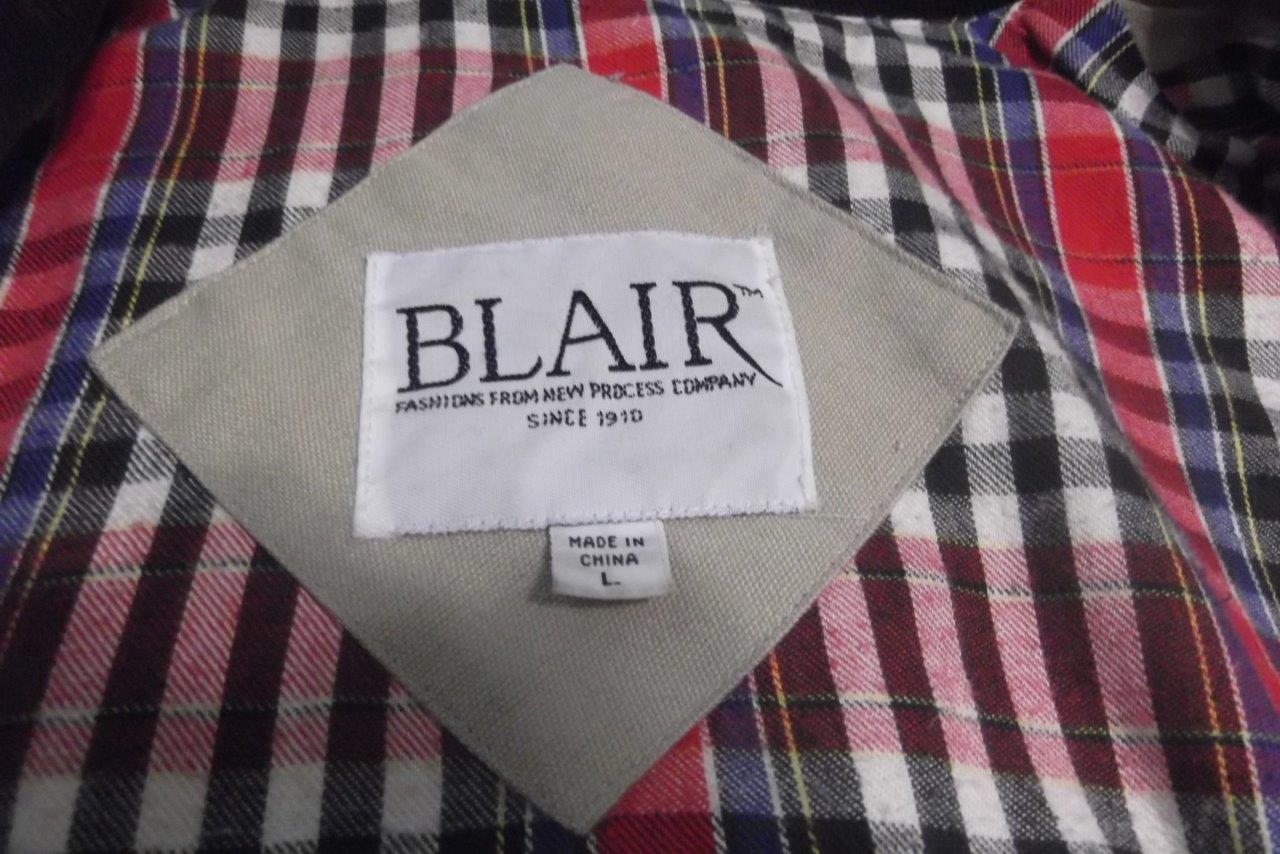 BLAIR™
FASHIONS FROM NEW PROCESS COMPANY
SINCE 1910
MADE IN
CHINA
L